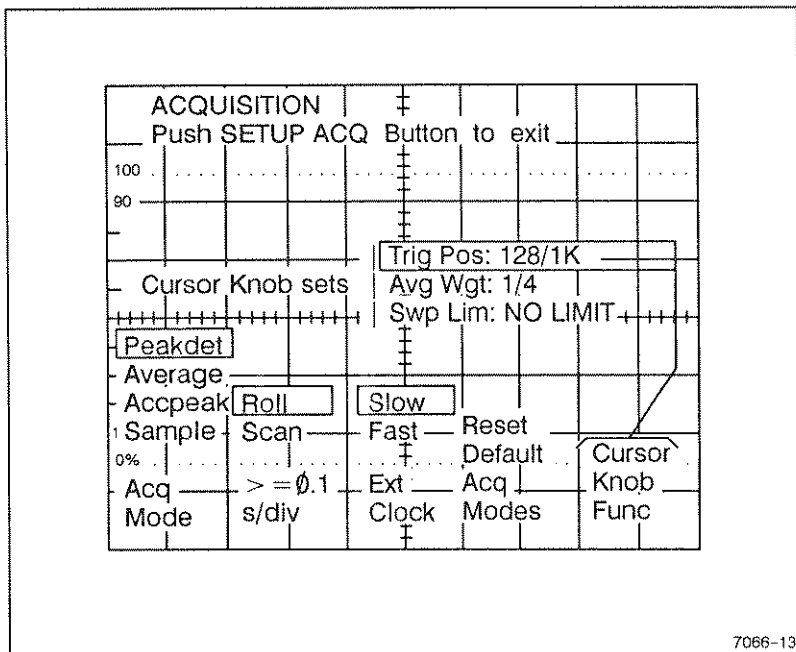 ACQUISITION
Push SETUP ACQ Button to exit
100
90
Trig Pos: 128/1K
Cursor Knob sets
Avg Wgt: 1/4
Swp Lim: NO LIMIT
Peakdet
Average
Accpeak Roll Slow
1 Sample Scan Fast Reset
0% Default Cursor
Acq > =0.1 Ext Acq Knob
Mode s/div Clock Modes Func
7066-13